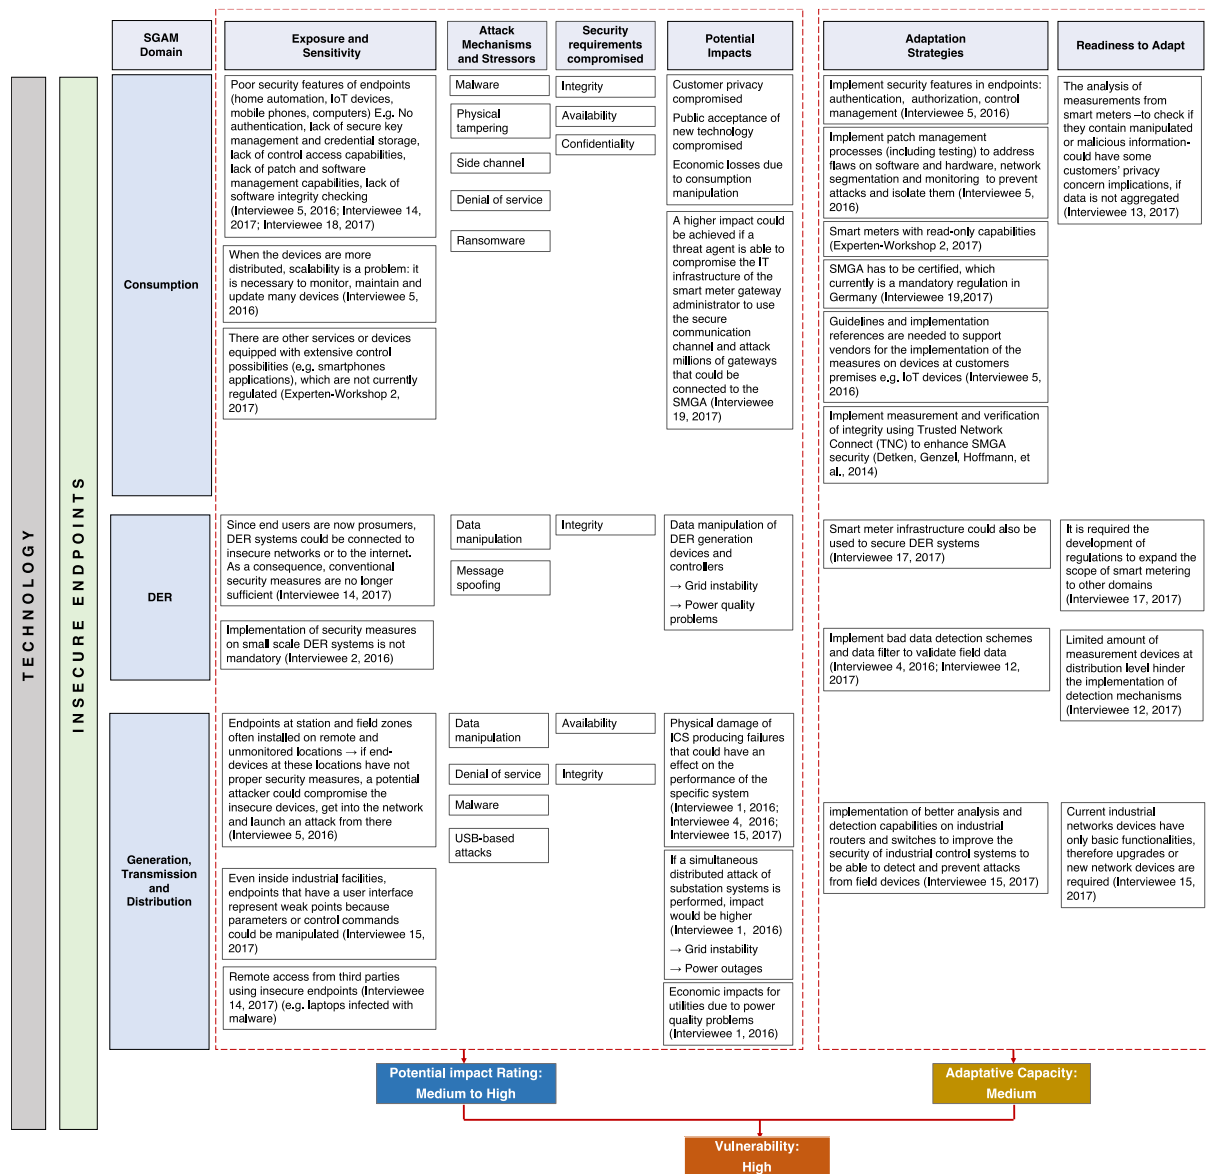 SGAM
Domain
Exposure and
Sensitivity
Attack
Mechanisms
and Stressors
Security
requirements
compromised
Potential
Impacts
Adaptation
Strategies
Readiness to Adapt
TECHNOLOGY
INSECURE ENDPOINTS
Consumption
Poor security features of endpoints
(home automation, IoT devices,
mobile phones, computers) E.g. No
authentication, lack of secure key
management and credential storage,
lack of control access capabilities,
lack of patch and software
management capabilities, lack of
software integrity checking
(Interviewee 5, 2016; Interviewee 14,
2017; Interviewee 18, 2017)
When the devices are more
distributed, scalability is a problem: it
is necessary to monitor, maintain and
update many devices (Interviewee 5,
2016)
There are other services or devices
equipped with extensive control
possibilities (e.g. smartphones
applications), which are not currently
regulated (Experten-Workshop 2,
2017)
Malware
Physical
tampering
Side channel
Denial of service
Ransomware
Integrity
Availability
Confidentiality
Customer privacy
compromised
Public acceptance of
new technology
compromised
Economic losses due to
consumption
manipulation
A higher impact could
be achieved if a
threat agent is able to
compromise the IT
infrastructure of the
smart meter gateway
administrator to use
the secure
communication
channel and attack
millions of gateways
that could be
connected to the
SMGA (Interviewee
19, 2017)
Implement security features in endpoints:
authentication, authorization, control
management (Interviewee 5, 2016)
Implement patch management
processes (including testing) to address
flaws on software and hardware, network
segmentation and monitoring to prevent
attacks and isolate them (Interviewee 5,
2016)
Smart meters with read-only capabilities
(Experten-Workshop 2, 2017)
SMGA has to be certified, which
currently is a mandatory regulation in
Germany (Interviewee 19,2017)
Guidelines and implementation
references are needed to support
vendors for the implementation of the
measures on devices at customers
premises e.g. IoT devices (Interviewee 5,
2016)
Implement measurement and verification
of integrity using Trusted Network
Connect (TNC) to enhance SMGA
security (Detken, Genzel, Hoffmann, et
al., 2014)
The analysis of
measurements from
smart meters –to check if
they contain manipulated
or malicious information-
could have some
customers' privacy
concern implications, if
data is not aggregated
(Interviewee 13, 2017)
DER
Since end users are now prosumers,
DER systems could be connected to
insecure networks or to the internet.
As a consequence, conventional
security measures are no longer
sufficient (Interviewee 14, 2017)
Implementation of security measures
on small scale DER systems is not
mandatory (Interviewee 2, 2016)
Data
manipulation
Message
spoofing
Integrity
Data manipulation of
DER generation
devices and
controllers
→ Grid instability
→ Power quality
problems
Smart meter infrastructure could also be
used to secure DER systems
(Interviewee 17, 2017)
Implement bad data detection schemes
and data filter to validate field data
(Interviewee 4, 2016; Interviewee 12,
2017)
It is required the
development of
regulations to expand the
scope of smart metering
to other domains
(Interviewee 17, 2017)
Limited amount of
measurement devices at
distribution level hinder
the implementation of
detection mechanisms
(Interviewee 12, 2017)
Generation,
Transmission
and
Distribution
Endpoints at station and field zones
often installed on remote and
unmonitored locations → if end-
devices at these locations have not
proper security measures, a potential
attacker could compromise the
insecure devices, get into the network
and launch an attack from there
(Interviewee 5, 2016)
Even inside industrial facilities,
endpoints that have a user interface
represent weak points because
parameters or control commands
could be manipulated (Interviewee 15,
2017)
Remote access from third parties
using insecure endpoints (Interviewee
14, 2017) (e.g. laptops infected with
malware)
Data
manipulation
Denial of service
Malware
USB-based
attacks
Availability
Integrity
Physical damage of
ICS producing failures
that could have an
effect on the
performance of the
specific system
(Interviewee 1, 2016;
Interviewee 4, 2016;
Interviewee 15, 2017)
If a simultaneous
distributed attack of
substation systems is
performed, impact
would be higher
(Interviewee 1, 2016)
→ Grid instability
→ Power outages
Economic impacts for
utilities due to power
quality problems
(Interviewee 1, 2016)
implementation of better analysis and
detection capabilities on industrial
routers and switches to improve the
security of industrial control systems to
be able to detect and prevent attacks
from field devices (Interviewee 15, 2017)
Current industrial
networks devices have
only basic functionalities,
therefore upgrades or
new network devices are
required (Interviewee 15,
2017)
Potential impact Rating:
Medium to High
Adaptative Capacity:
Medium
Vulnerability:
High